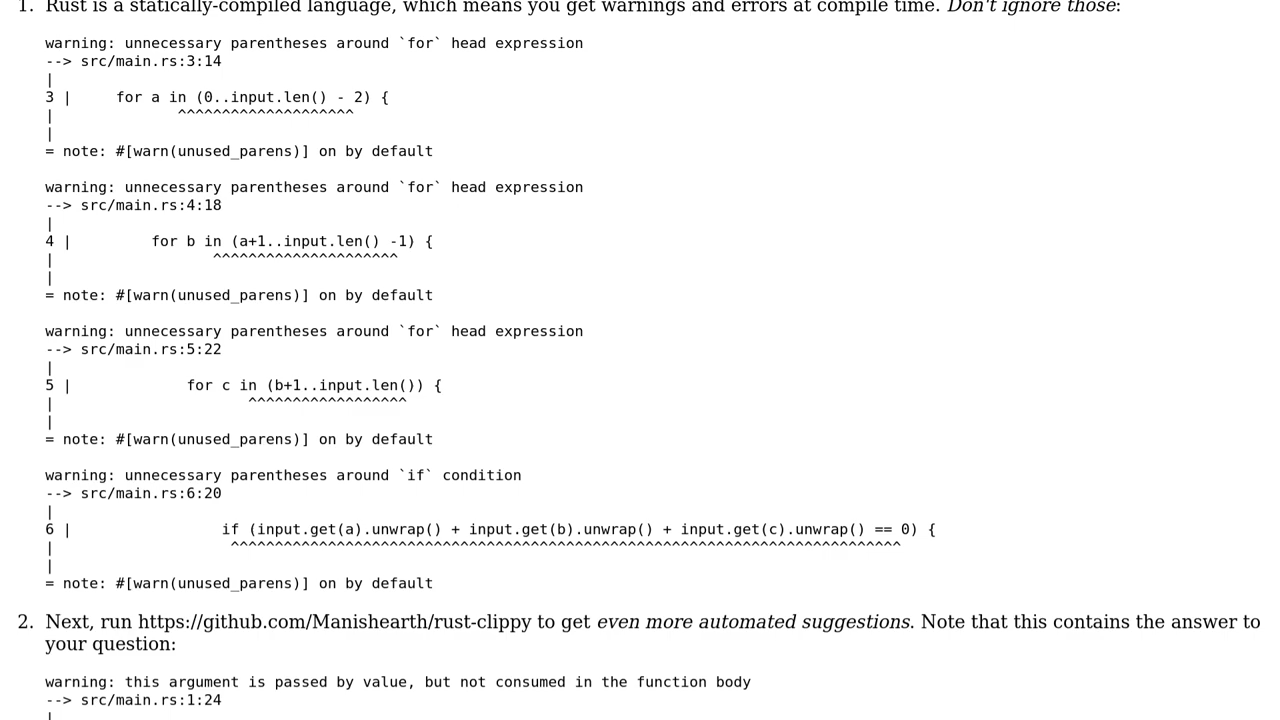 1. Rust is a statically-compiled language, which means you get warnings and errors at compile time. Don't ignore those:
warning: unnecessary parentheses around `for` head expression
--> src/main.rs:3:14
|
3 |     for a in (0..input.len() - 2) {
|              ^^^^^^^^^^^^^^^^^^^^
|
= note: #[warn(unused_parens)] on by default
warning: unnecessary parentheses around `for` head expression
--> src/main.rs:4:18
|
4 |         for b in (a+1..input.len() -1) {
|                  ^^^^^^^^^^^^^^^^^^^^^
|
= note: #[warn(unused_parens)] on by default
warning: unnecessary parentheses around `for` head expression
--> src/main.rs:5:22
|
5 |             for c in (b+1..input.len()) {
|                      ^^^^^^^^^^^^^^^^^^
|
= note: #[warn(unused_parens)] on by default
warning: unnecessary parentheses around `if` condition
--> src/main.rs:6:20
|
6 |                 if (input.get(a).unwrap() + input.get(b).unwrap() + input.get(c).unwrap() == 0) {
|                    ^^^^^^^^^^^^^^^^^^^^^^^^^^^^^^^^^^^^^^^^^^^^^^^^^^^^^^^^^^^^^^^^^^^^^^^^^^^^
|
= note: #[warn(unused_parens)] on by default
2. Next, run https://github.com/Manishearth/rust-clippy to get even more automated suggestions. Note that this contains the answer to
your question:
warning: this argument is passed by value, but not consumed in the function body
--> src/main.rs:1:24
|